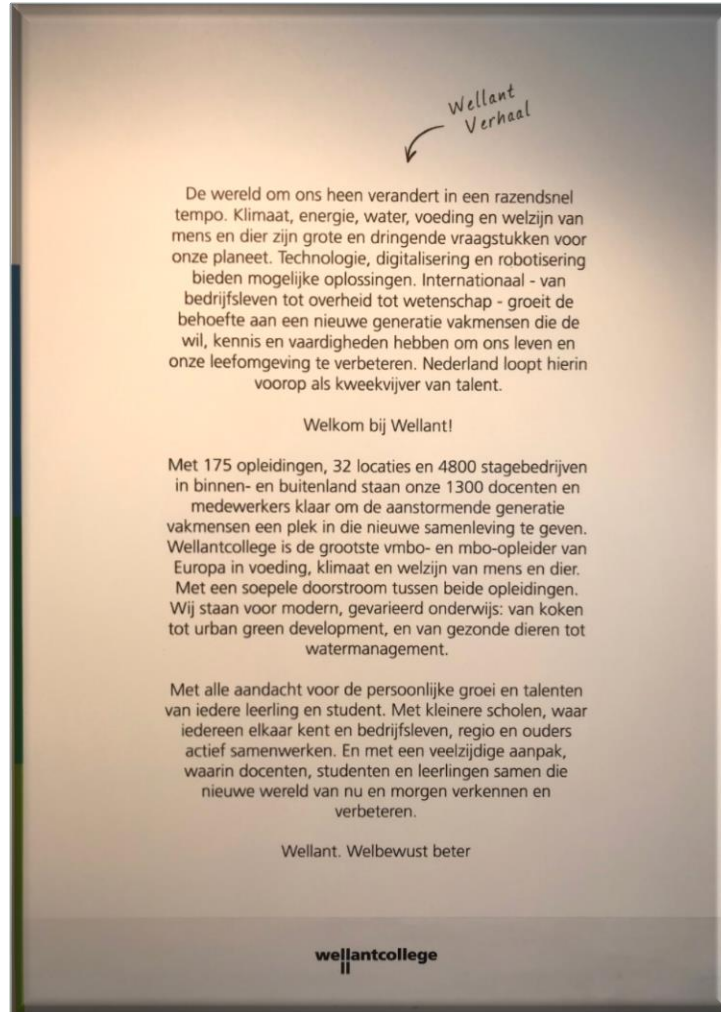 Wellant
Verhaal
De wereld om ons heen verandert in een razendsnel
tempo. Klimaat, energie, water, voeding en welzijn van
mens en dier zijn grote en dringende vraagstukken voor
onze planeet. Technologie, digitalisering en robotisering
bieden mogelijke oplossingen. Internationaal - van
bedrijfsleven tot overheid tot wetenschap - groeit de
behoefte aan een nieuwe generatie vakmensen die de
wil, kennis en vaardigheden hebben om ons leven en
onze leefomgeving te verbeteren. Nederland loopt hierin
voorop als kweekvijver van talent.
Welkom bij Wellant!
Met 175 opleidingen, 32 locaties en 4800 stagebedrijven
in binnen- en buitenland staan onze 1300 docenten en
medewerkers klaar om de aanstormende generatie
vakmensen een plek in die nieuwe samenleving te geven.
Wellantcollege is de grootste vmbo- en mbo-opleider van
Europa in voeding, klimaat en welzijn van mens en dier.
Met een soepele doorstroom tussen beide opleidingen.
Wij staan voor modern, gevarieerd onderwijs: van koken
tot urban green development, en van gezonde dieren tot
watermanagement.
Met alle aandacht voor de persoonlijke groei en talenten
van iedere leerling en student. Met kleinere scholen, waar
iedereen elkaar kent en bedrijfsleven, regio en ouders
actief samenwerken. En met een veelzijdige aanpak,
waarin docenten, studenten en leerlingen samen die
nieuwe wereld van nu en morgen verkennen en
verbeteren.
Wellant. Welbewust beter
wellantcollege